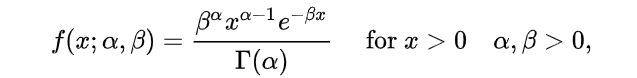 f(x; α, β) = β^α x^{α−1} e^{−βx} / Γ(α) for x > 0 α, β > 0,